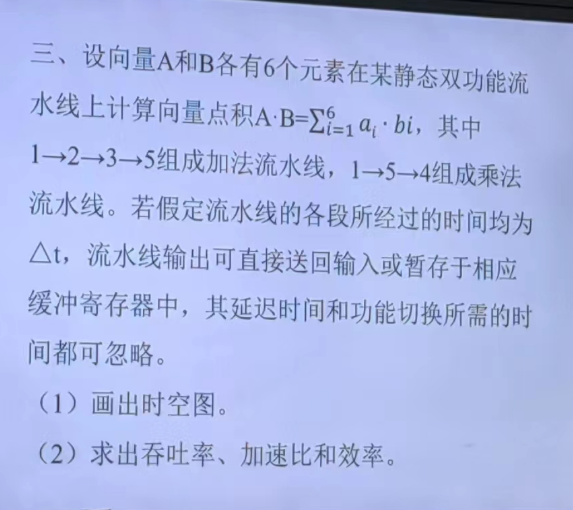 三、设向量A和B各有6个元素在某静态双功能流
水线上计算向量点积A·B=∑⁶ᵢ₌₁ aᵢ · bi，其中
1→2→3→5组成加法流水线，1→5→4组成乘法
流水线。若假定流水线的各段所经过的时间均为
△t，流水线输出可直接送回输入或暂存于相应
缓冲寄存器中，其延迟时间和功能切换所需的时
间都可忽略。
（1）画出时空图。
（2）求出吞吐率、加速比和效率。